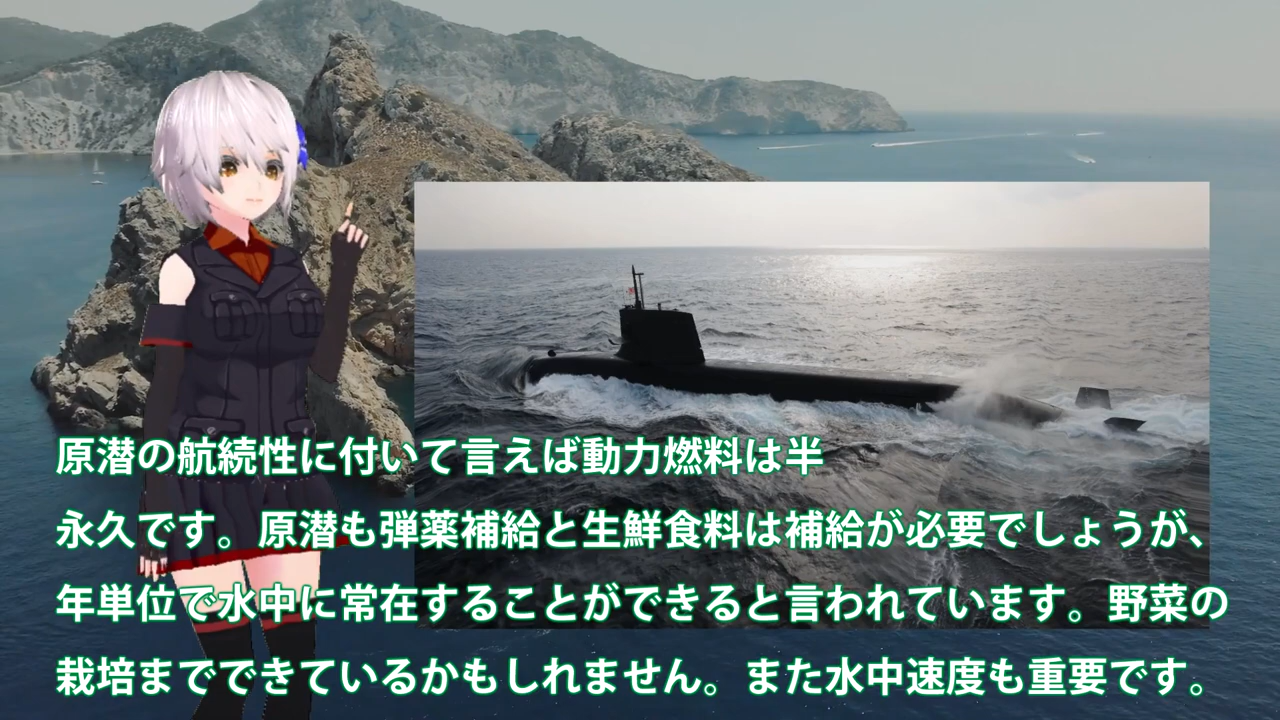 原潜の航続性に付いて言えば動力燃料は半
永久です。原潜も弾薬補給と生鮮食料は補給が必要でしょうが、
年単位で水中に常在することができると言われています。野菜の
栽培までできているかもしれません。また水中速度も重要です。